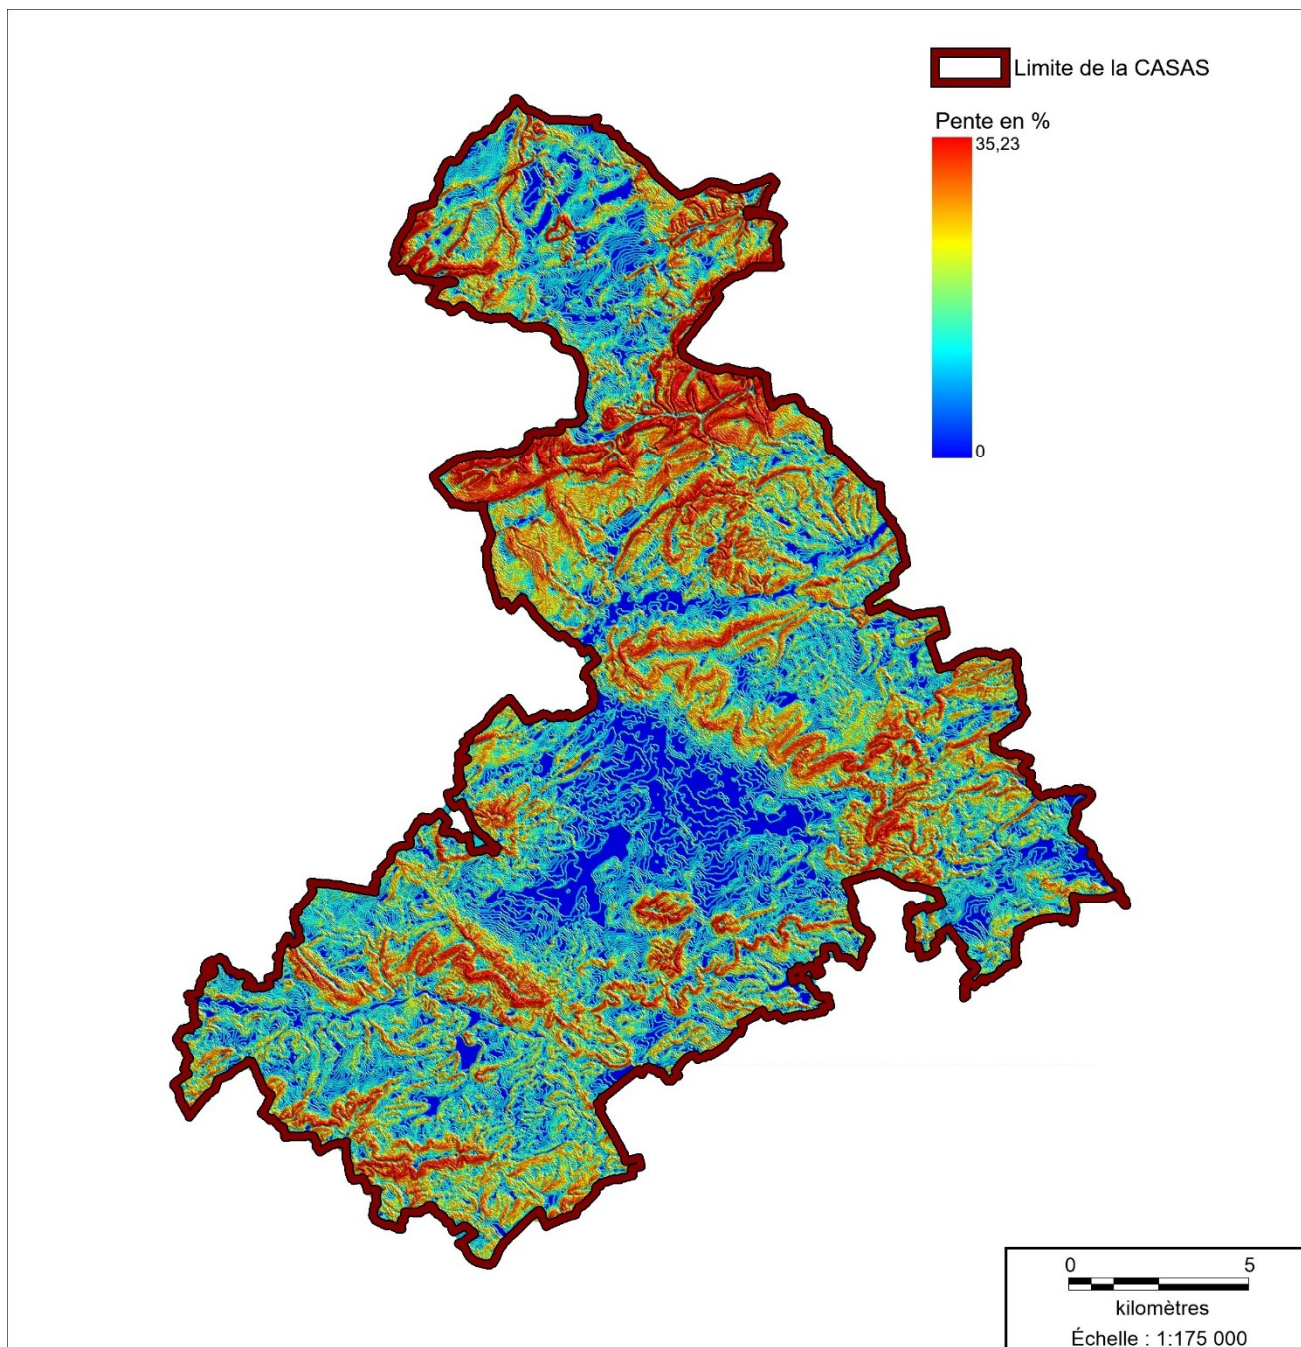 Limite de la CASAS
Pente en %
35,23
0
0 5
kilomètres
Échelle : 1:175 000